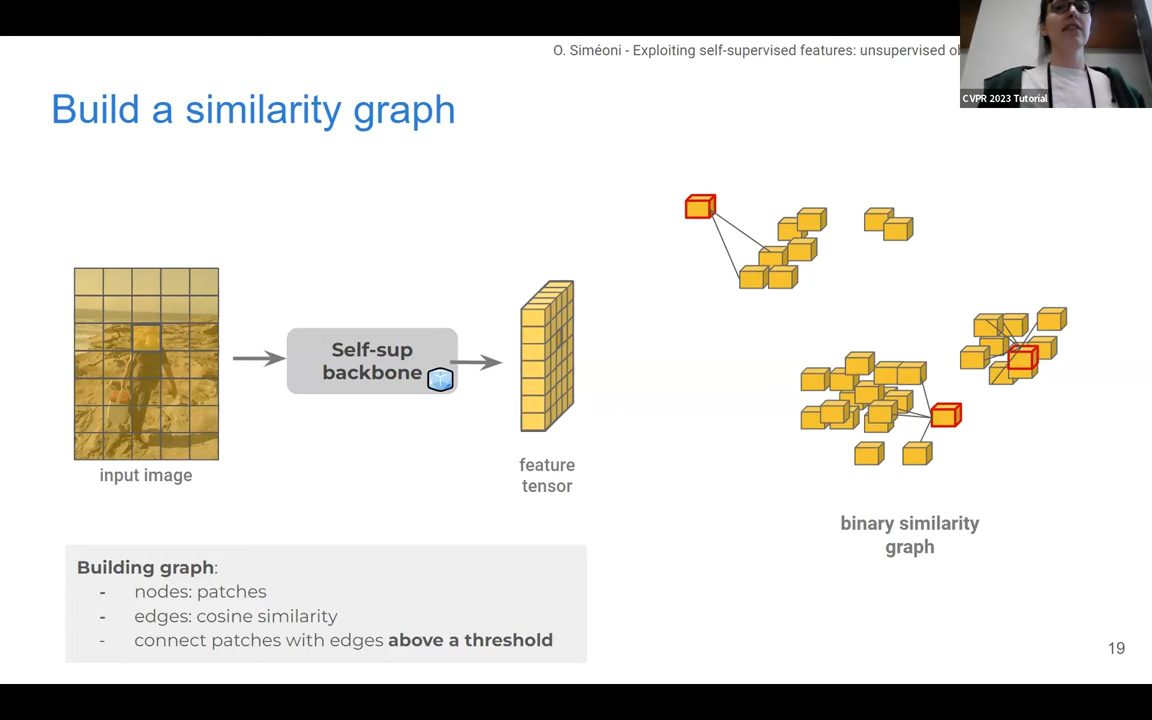 O. Siméoni - Exploiting self-supervised features: unsupervised
CVPR 2023 Tutorial
Build a similarity graph
Self-sup
backbone
input image
feature
tensor
binary similarity
graph
Building graph:
- nodes: patches
- edges: cosine similarity
- connect patches with edges above a threshold
19